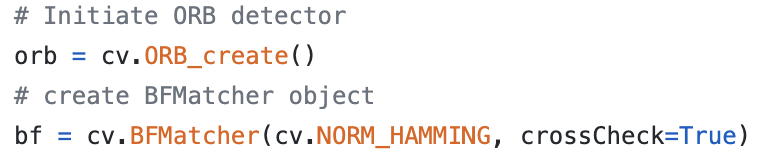 # Initiate ORB detector
orb = cv.ORB_create()
# create BFMatcher object
bf = cv.BFMatcher(cv.NORM_HAMMING, crossCheck=True)